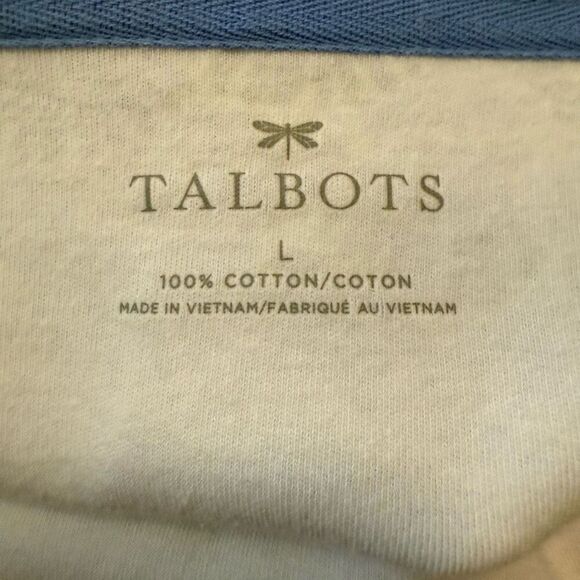 TALBOTS
L
100% COTTON/COTON
MADE IN VIETNAM/FABRIQUÉ AU VIETNAM